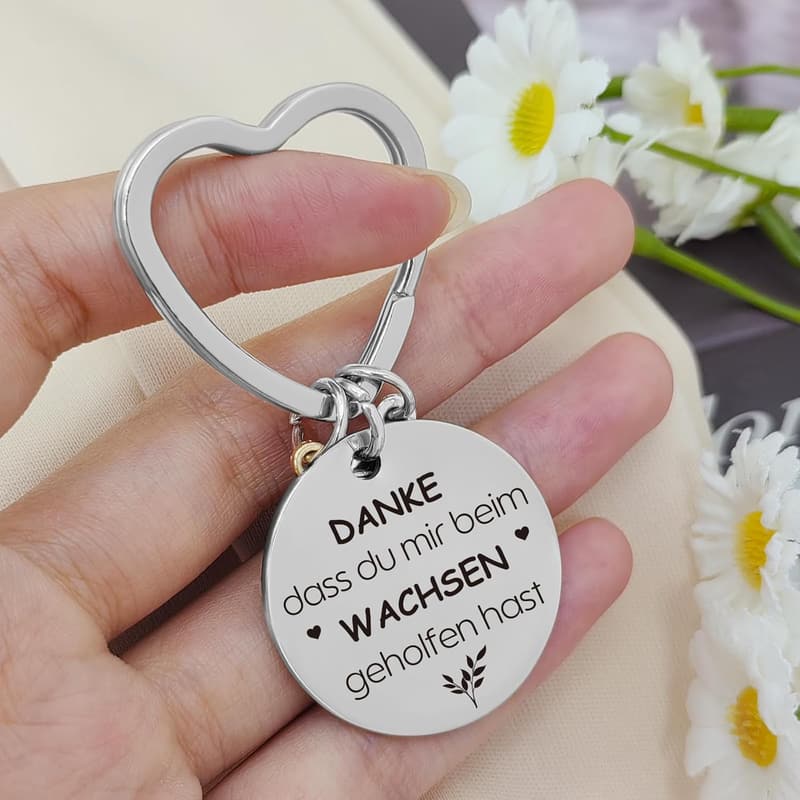 DANKE
dass du mir beim
WACHSEN
geholfen hast